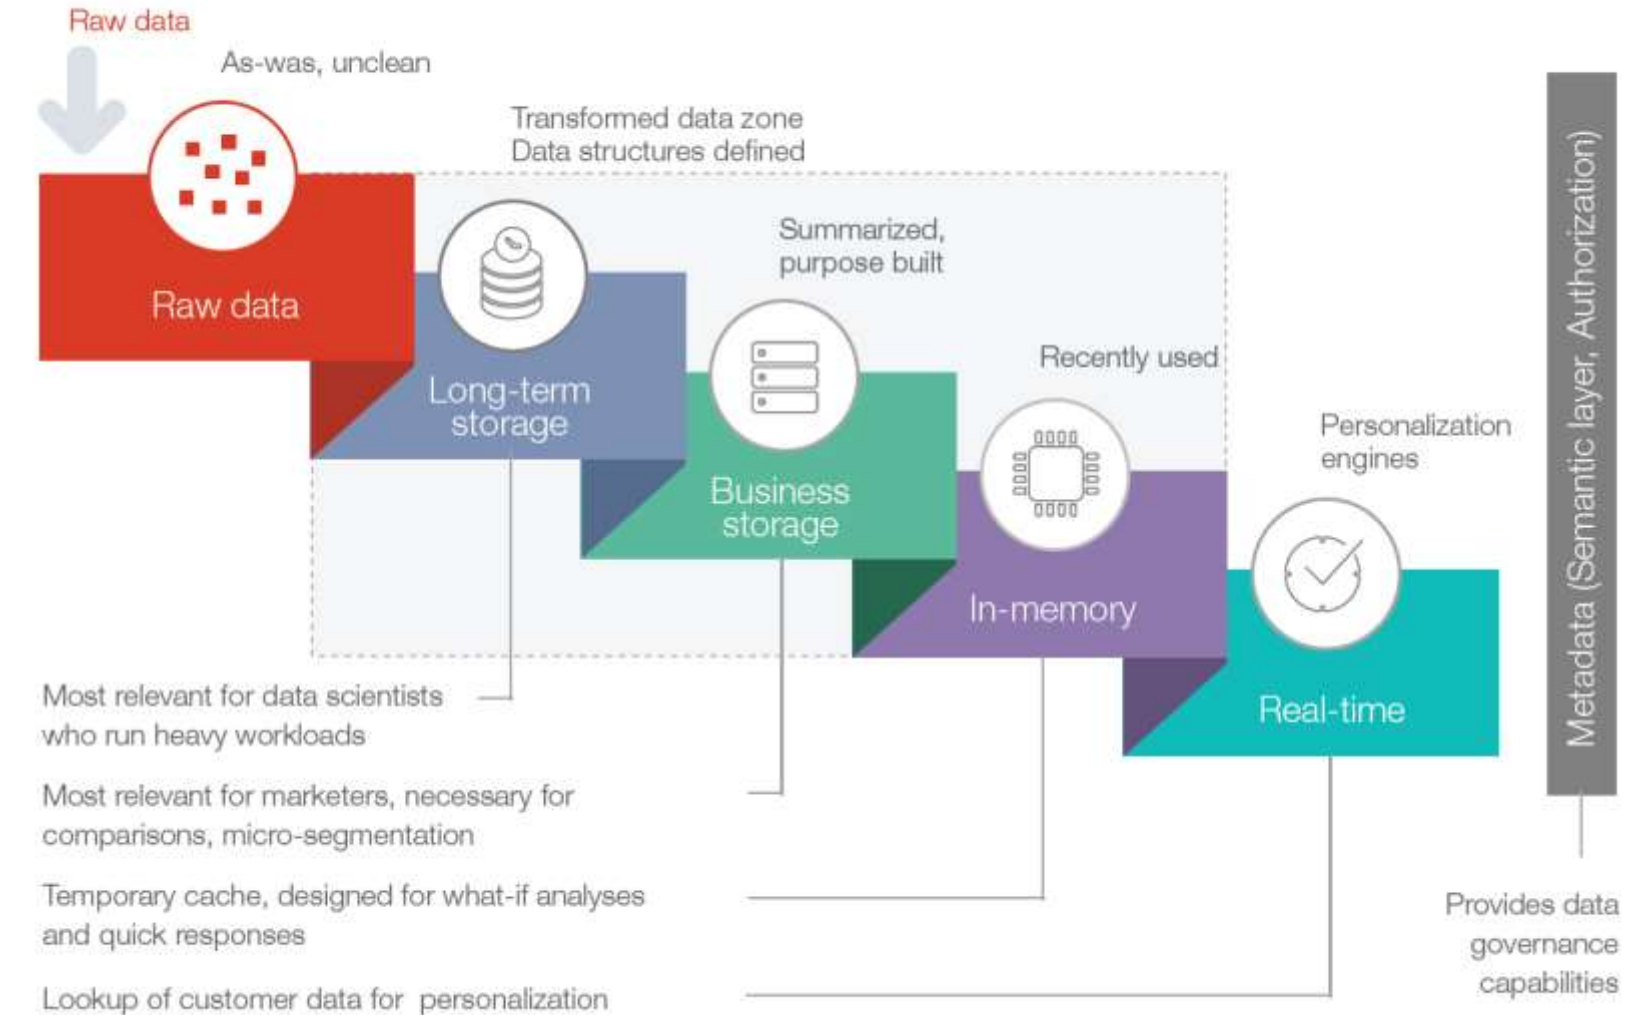 Raw data
As-was, unclean
Transformed data zone
Data structures defined
Raw data
Summarized,
purpose built
Long-term
storage
Recently used
Business
storage
Personalization
engines
In-memory
Real-time
Metadata (Semantic layer, Authorization)
Most relevant for data scientists
who run heavy workloads
Most relevant for marketers, necessary for
comparisons, micro-segmentation
Temporary cache, designed for what-if analyses
and quick responses
Lookup of customer data for personalization
Provides data
governance
capabilities